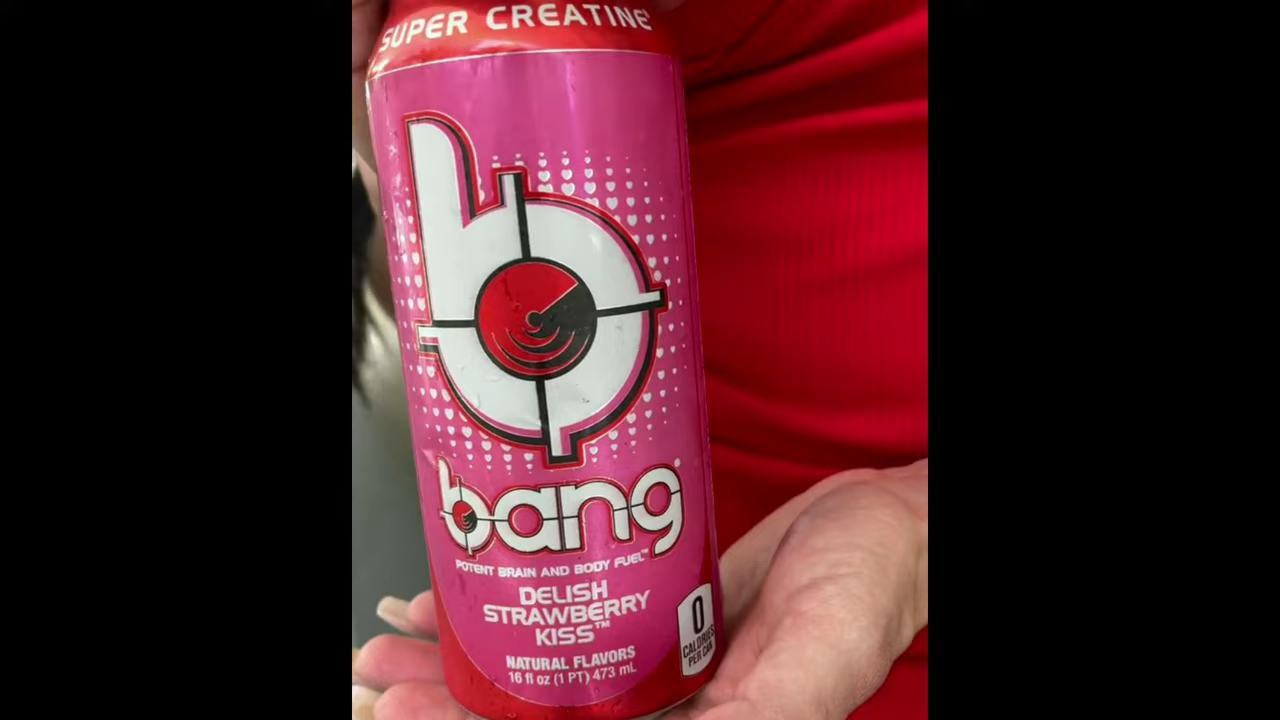 SUPER CREATINE
b
bang®
POTENT BRAIN AND BODY FUEL™
DELISH
STRAWBERRY
KISS™
NATURAL FLAVORS
16 fl oz (1 PT) 473 mL
0
CALORIES
PER CAN